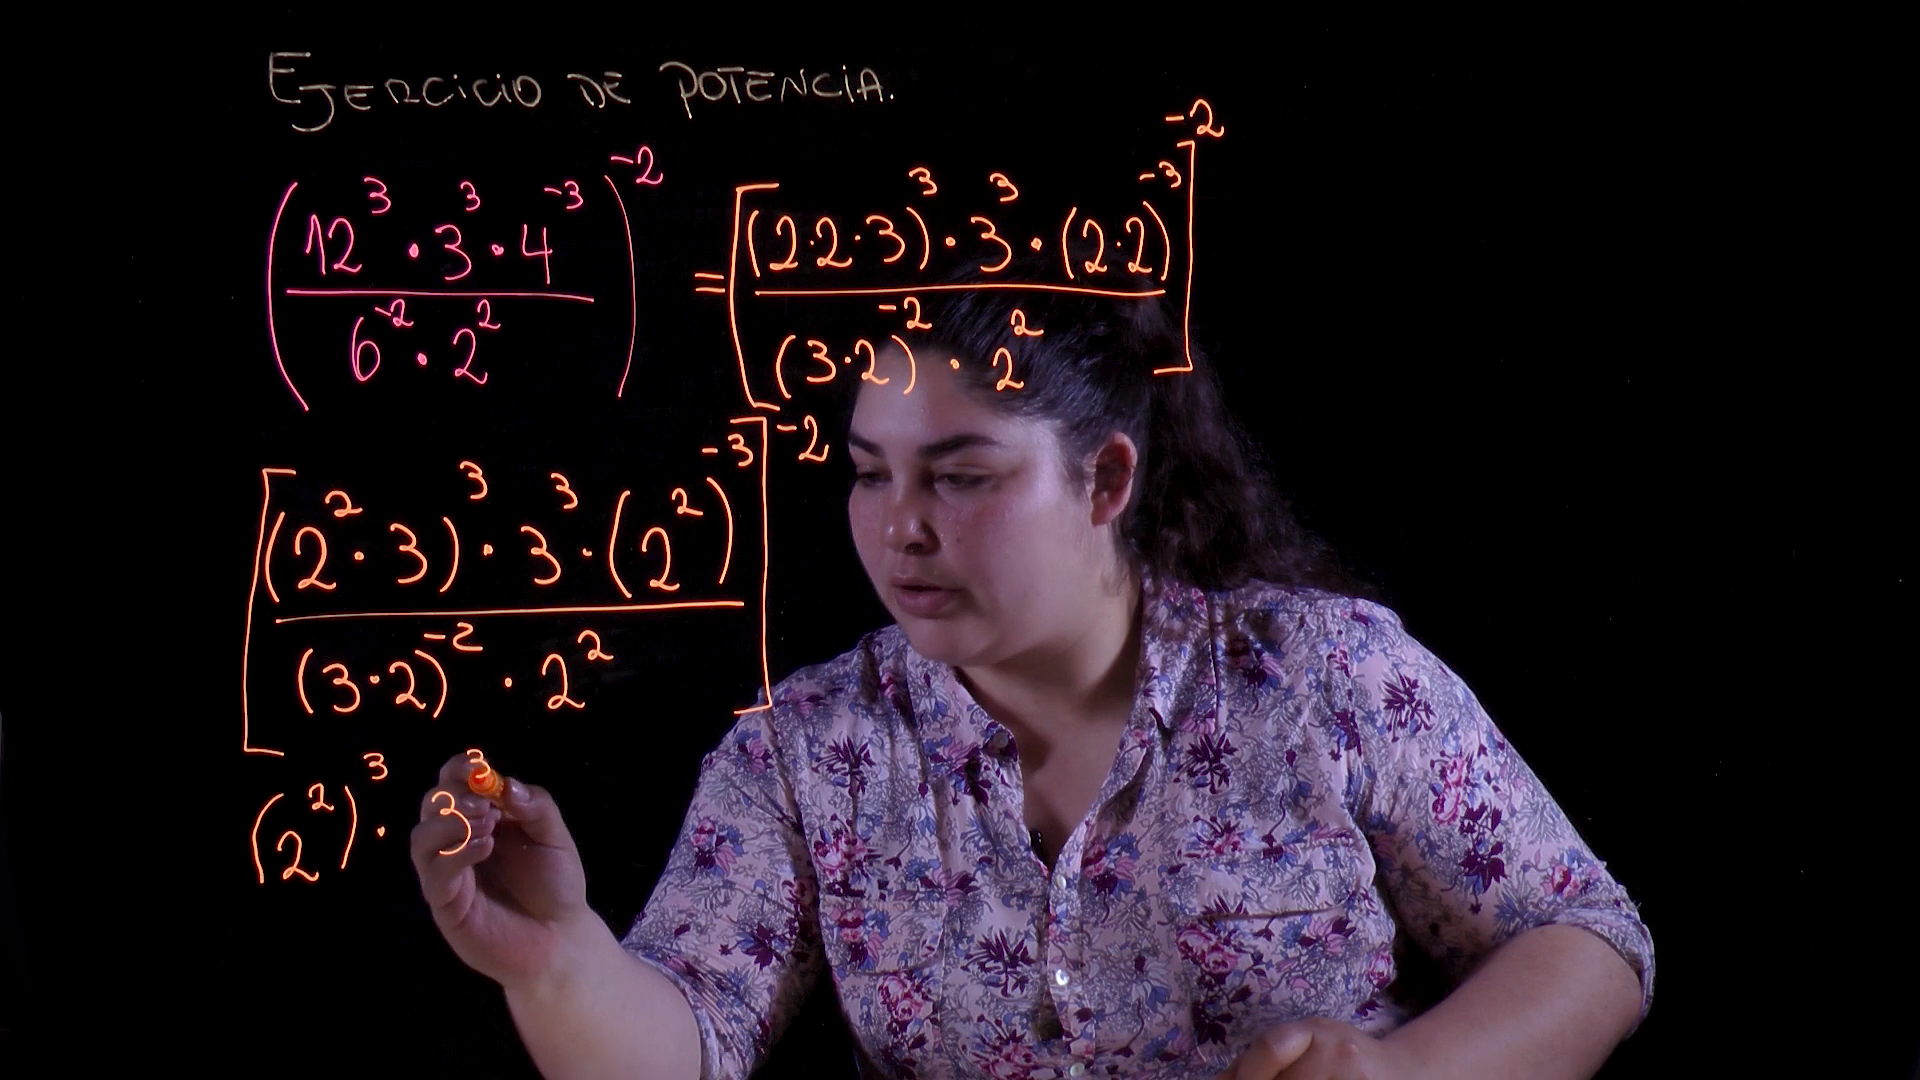 EJERCICIO DE POTENCIA.
(12³ · 3³ · 4⁻³ / 6⁻² · 2²)⁻² = [(2·2·3)³ · 3³ · (2·2)⁻³ / (3·2)⁻² · 2²]⁻²
[(2² · 3)³ · 3³ · (2²)⁻³ / (3·2)⁻² · 2²]⁻²
(2²)³ · 3³